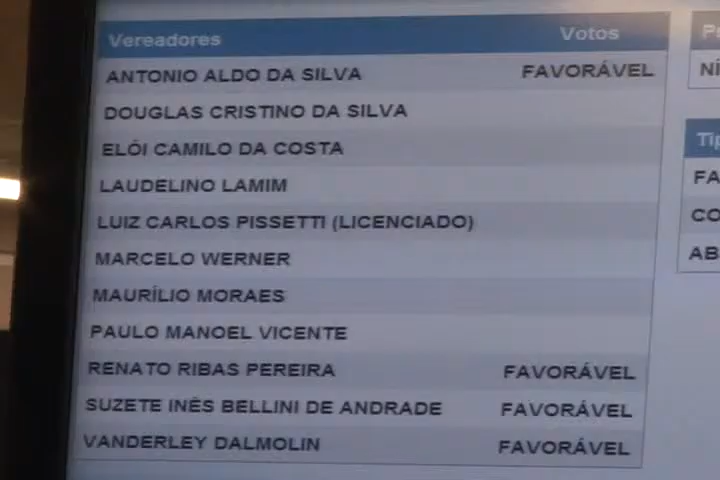 Vereadores Votos
ANTONIO ALDO DA SILVA FAVORÁVEL
DOUGLAS CRISTINO DA SILVA
ELÓI CAMILO DA COSTA
LAUDELINO LAMIM
LUIZ CARLOS PISSETTI (LICENCIADO)
MARCELO WERNER
MAURÍLIO MORAES
PAULO MANOEL VICENTE
RENATO RIBAS PEREIRA FAVORÁVEL
SUZETE INÊS BELLINI DE ANDRADE FAVORÁVEL
VANDERLEY DALMOLIN FAVORÁVEL